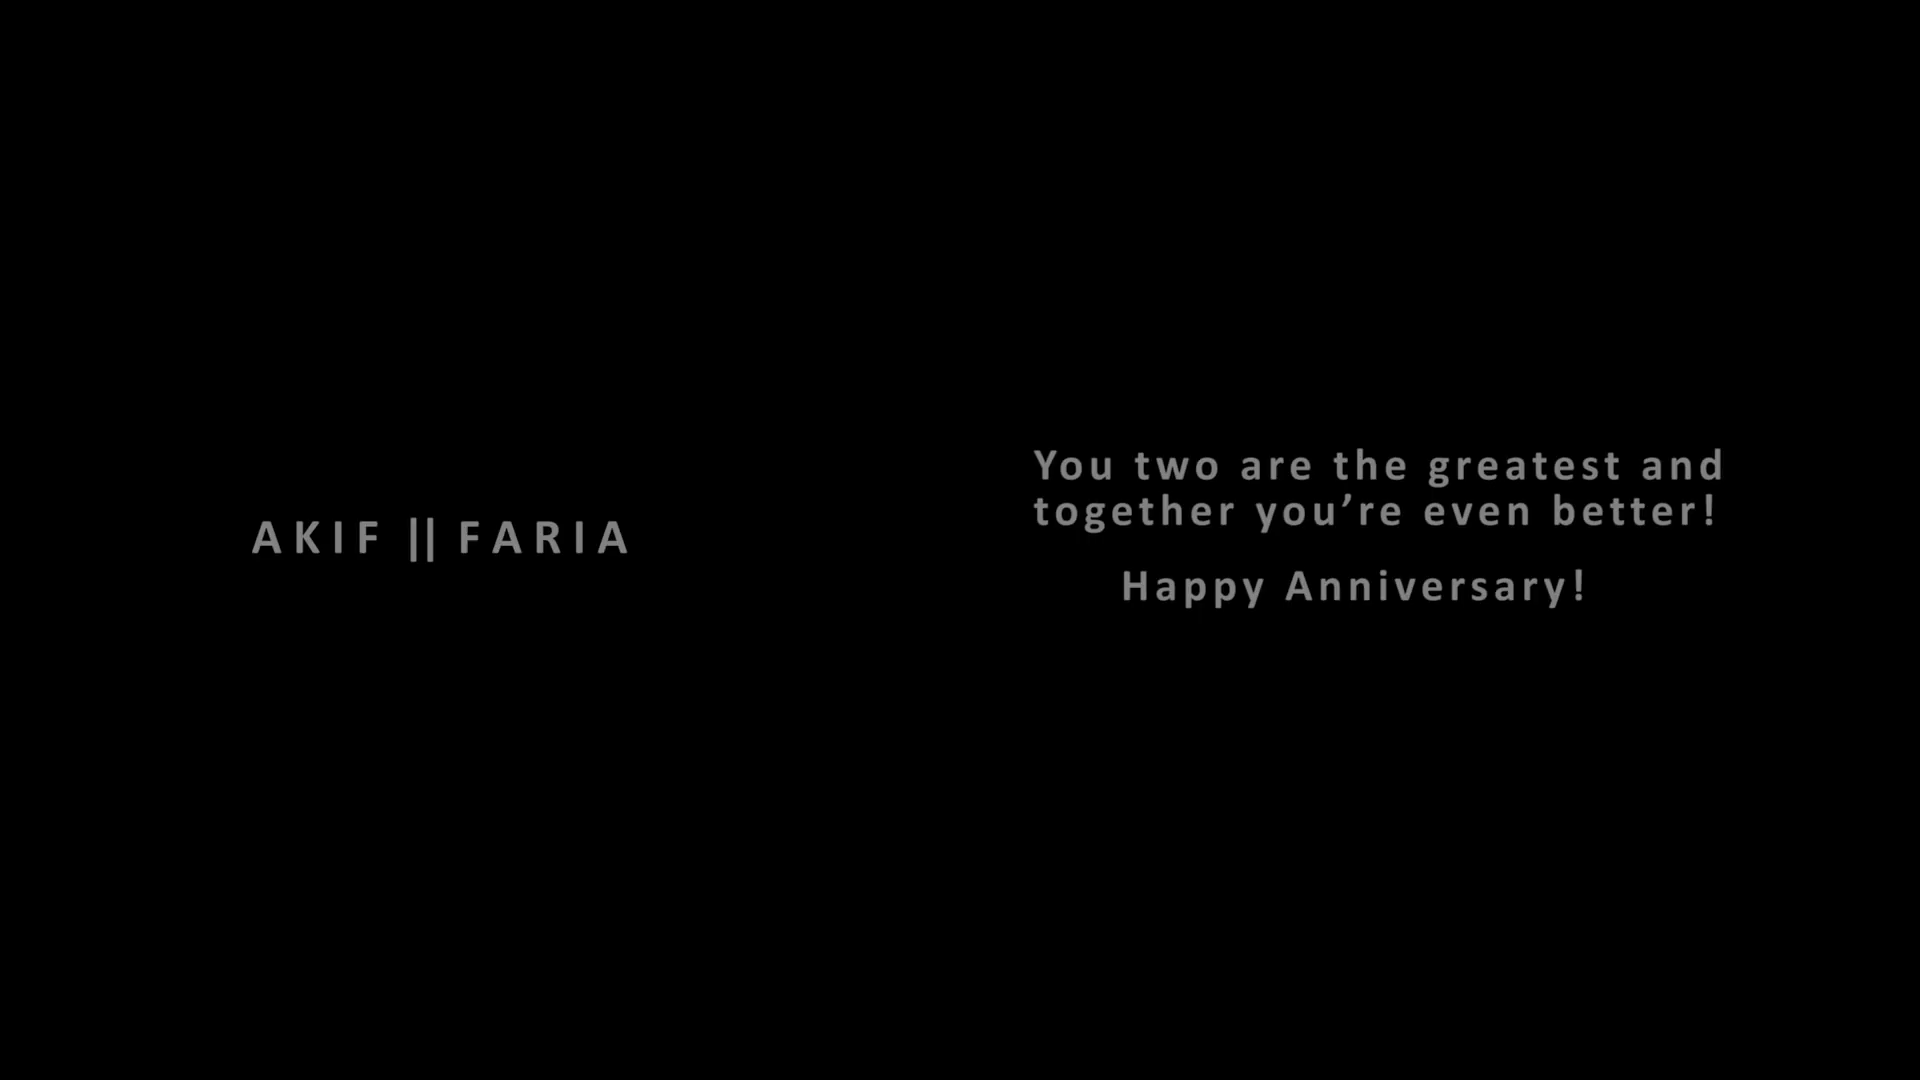 AKIF || FARIA
You two are the greatest and
together you’re even better!
Happy Anniversary!